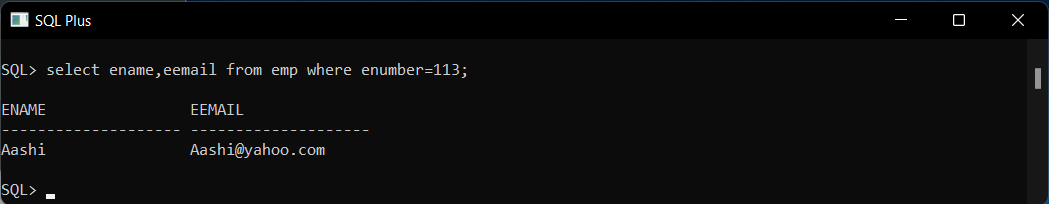 SQL Plus
SQL> select ename,eemail from emp where enumber=113;
ENAME                EEMAIL
-------------------- --------------------
Aashi                Aashi@yahoo.com
SQL>